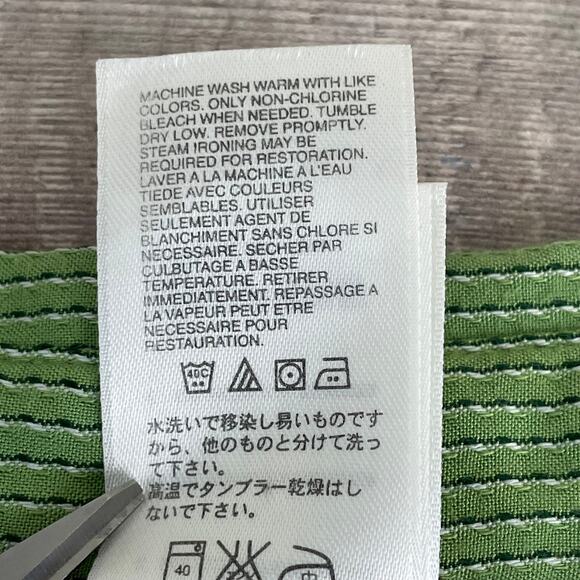 MACHINE WASH WARM WITH LIKE
COLORS. ONLY NON-CHLORINE
BLEACH WHEN NEEDED. TUMBLE
DRY LOW. REMOVE PROMPTLY.
STEAM IRONING MAY BE
REQUIRED FOR RESTORATION.
LAVER A LA MACHINE A L'EAU
TIEDE AVEC COULEURS
SEMBLABLES. UTILISER
SEULEMENT AGENT DE
BLANCHIMENT SANS CHLORE SI
NECESSAIRE. SECHER PAR
CULBUTAGE A BASSE
TEMPERATURE. RETIRER
IMMEDIATEMENT. REPASSAGE A
LA VAPEUR PEUT ETRE
NECESSAIRE POUR
RESTAURATION.
40C
水洗いで移染し易いものです
から、他のものと分けて洗っ
て下さい。
高温でタンブラー乾燥はし
ないで下さい。
40
中